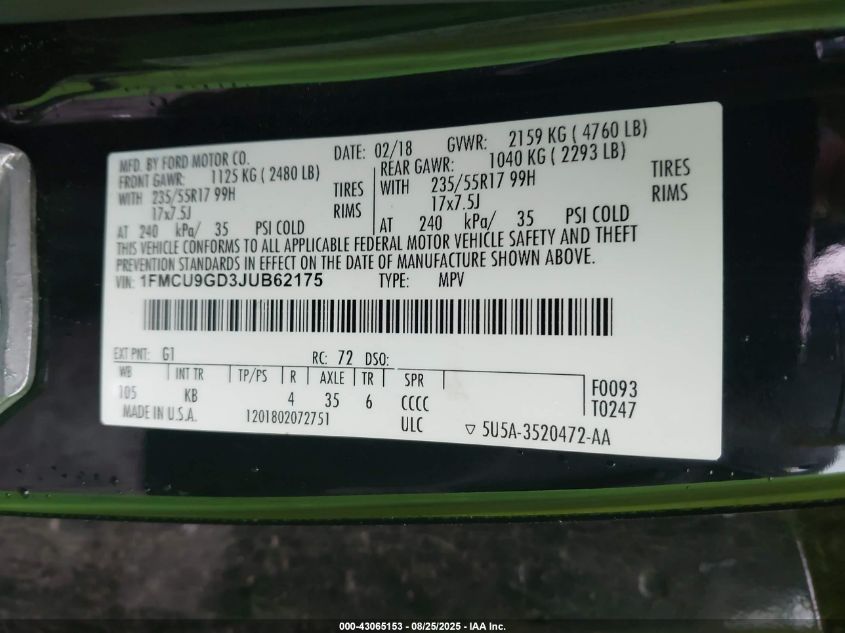 MFD. BY FORD MOTOR CO. DATE: 02/18 GVWR: 2159 KG ( 4760 LB)
FRONT GAWR: 1125 KG ( 2480 LB) REAR GAWR: 1040 KG ( 2293 LB)
WITH 235/55R17 99H TIRES WITH 235/55R17 99H TIRES
17x7.5J RIMS 17x7.5J RIMS
AT 240 kPa/ 35 PSI COLD AT 240 kPa/ 35 PSI COLD
THIS VEHICLE CONFORMS TO ALL APPLICABLE FEDERAL MOTOR VEHICLE SAFETY AND THEFT
PREVENTION STANDARDS IN EFFECT ON THE DATE OF MANUFACTURE SHOWN ABOVE.
VIN: 1FMCU9GD3JUB62175 TYPE: MPV
EXT PNT: G1 RC: 72 DSO:
WB INT TR TP/PS R AXLE TR SPR F0093
105 KB 4 35 6 CCCC T0247
MADE IN U.S.A. 1201802072751 ULC ▽ 5U5A-3520472-AA
000-43065153 - 08/25/2025 - IAA Inc.